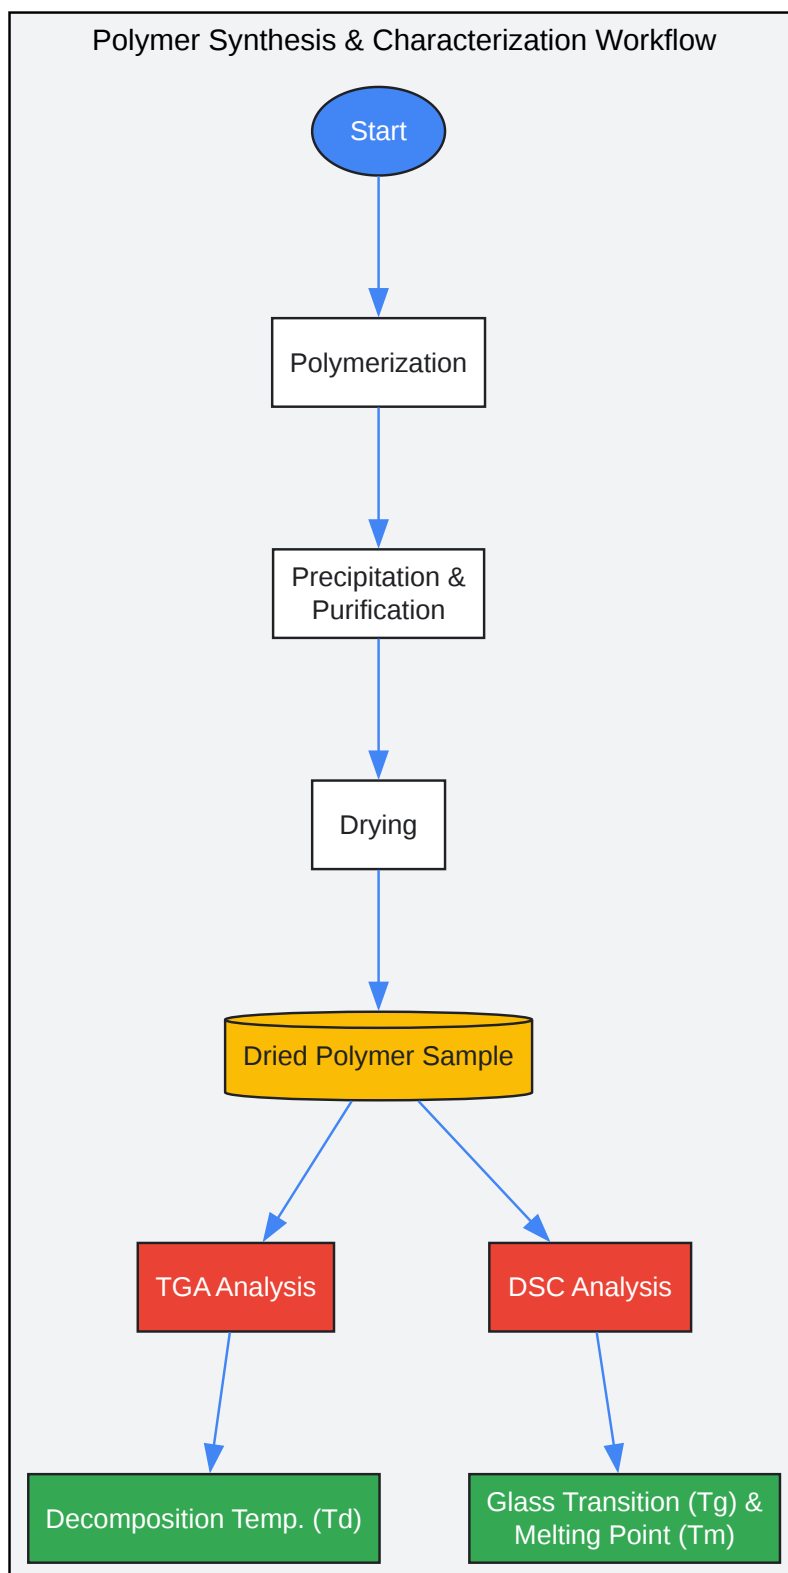 Polymer Synthesis & Characterization Workflow
Start
Polymerization
Precipitation &
Purification
Drying
Dried Polymer Sample
TGA Analysis
DSC Analysis
Decomposition Temp. (Td)
Glass Transition (Tg) &
Melting Point (Tm)